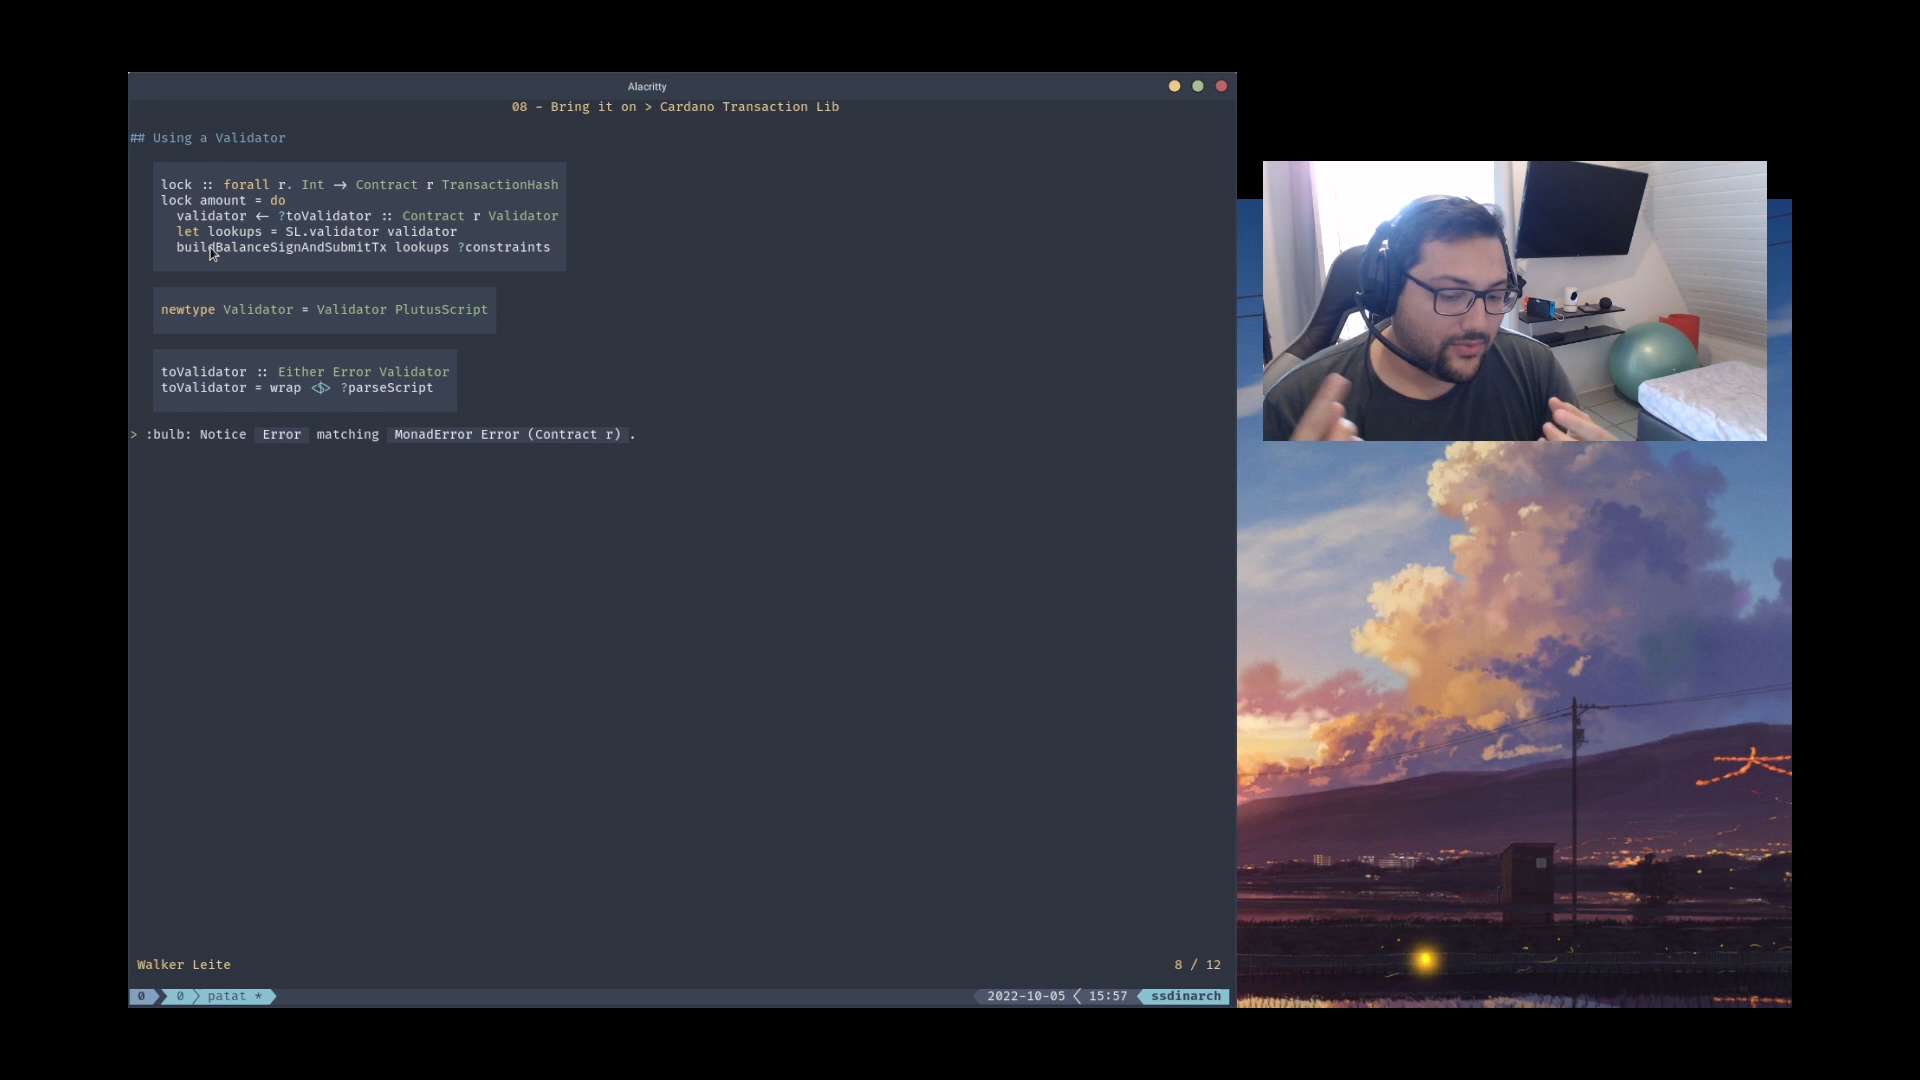 Alacritty
08 - Bring it on > Cardano Transaction Lib
## Using a Validator
lock :: forall r. Int → Contract r TransactionHash
lock amount = do
validator ← ?toValidator :: Contract r Validator
let lookups = SL.validator validator
buildBalanceSignAndSubmitTx lookups ?constraints
newtype Validator = Validator PlutusScript
toValidator :: Either Error Validator
toValidator = wrap <$> ?parseScript
> :bulb: Notice Error matching MonadError Error (Contract r) .
Walker Leite
8 / 12
0 0 patat *
2022-10-05 15:57 ssdinarch